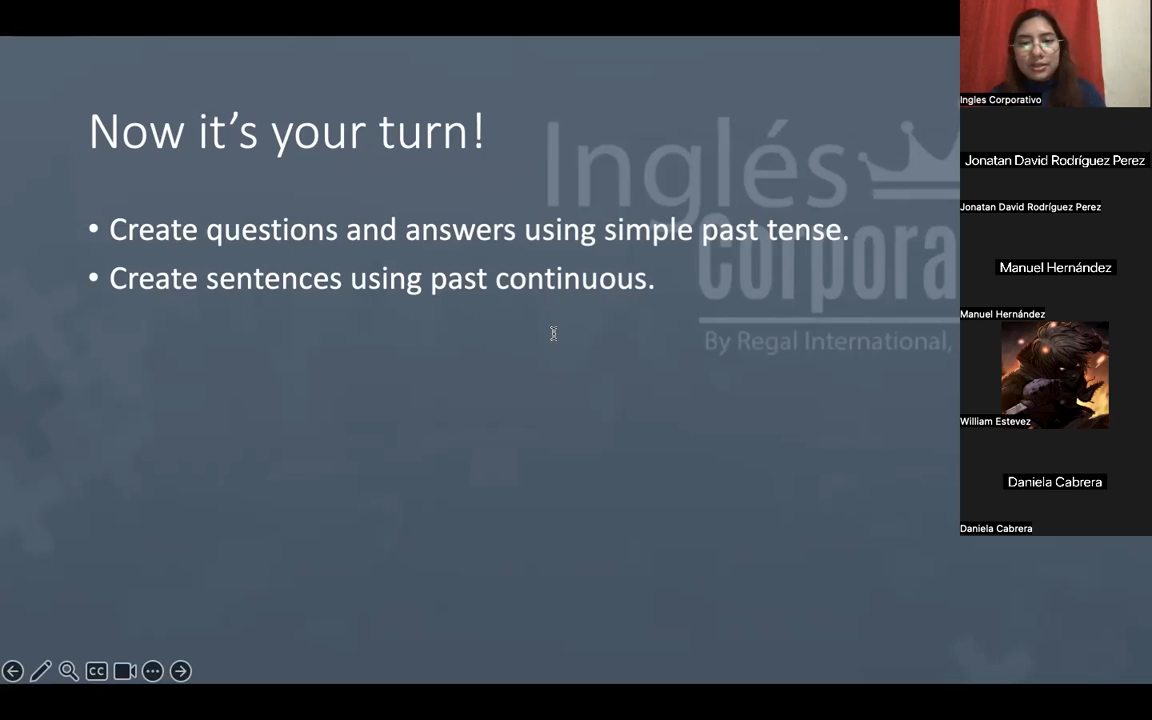 Now it's your turn!
• Create questions and answers using simple past tense.
• Create sentences using past continuous.
Inglés
corpora
By Regal International,
CC
Ingles Corporativo
Jonatan David Rodríguez Perez
Jonatan David Rodríguez Perez
Manuel Hernández
Manuel Hernández
William Estevez
Daniela Cabrera
Daniela Cabrera